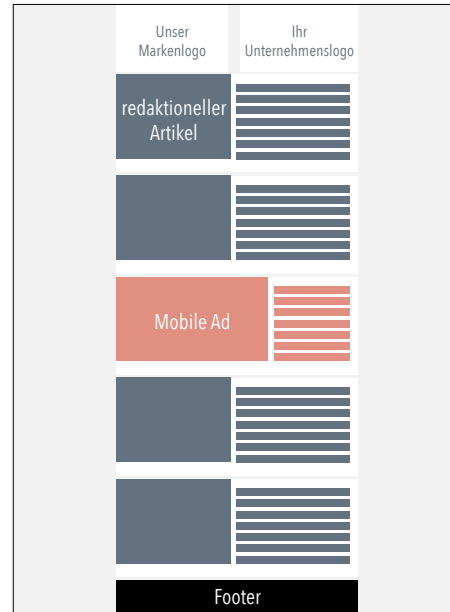 Unser
Markenlogo
Ihr
Unternehmenslogo
redaktioneller
Artikel
Mobile Ad
Footer